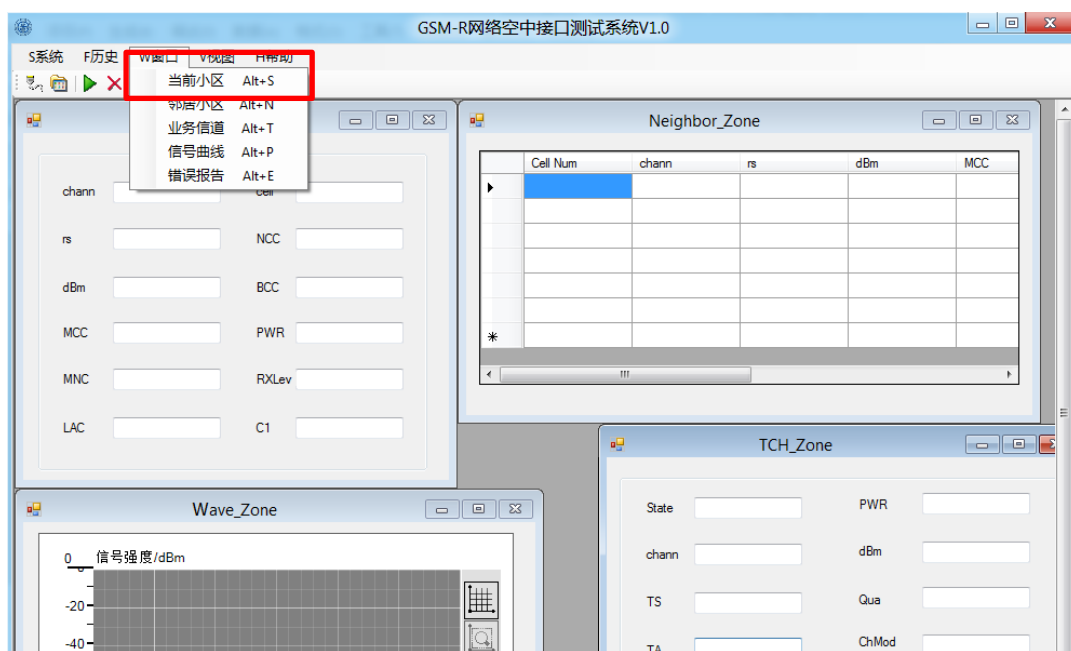 GSM-R网络空中接口测试系统V1.0
S系统 F历史 W窗口 V视图 H帮助
当前小区 Alt+S
邻居小区 Alt+N
业务信道 Alt+T
信号曲线 Alt+P
错误报告 Alt+E
chann cell
rs NCC
dBm BCC
MCC PWR
MNC RXLev
LAC C1
Neighbor_Zone
Cell Num chann rs dBm MCC
Wave_Zone
0 信号强度/dBm
-20
-40
TCH_Zone
State PWR
chann dBm
TS Qua
TA ChMod